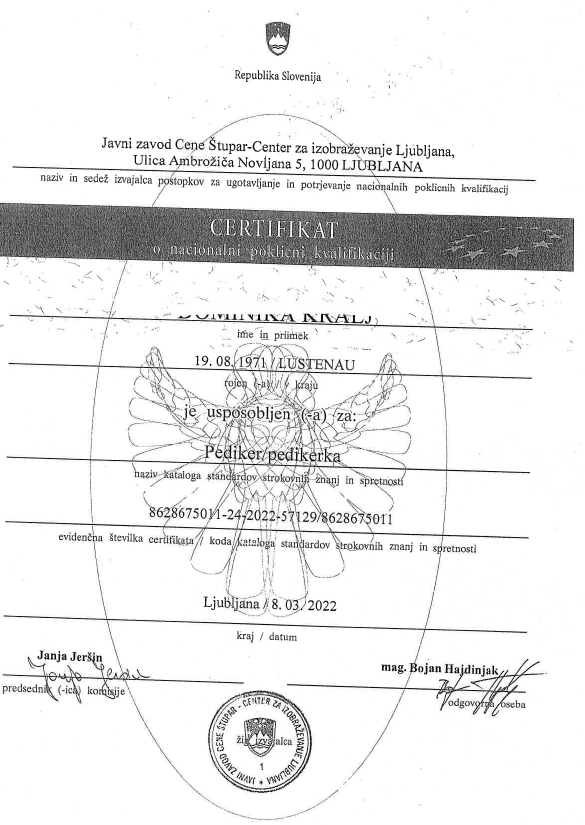 Republika Slovenija
Javni zavod Cene Štupar-Center za izobraževanje Ljubljana,
Ulica Ambrožiča Novljana 5, 1000 LJUBLJANA
naziv in sedež izvajalca postopkov za ugotavljanje in potrjevanje nacionalnih poklicnih kvalifikacij
CERTIFIKAT
o nacionalni poklicni kvalifikaciji
DOMINIKA KRALJ
ime in priimek
19. 08. 1971 / LUSTENAU
rojen (-a) / v kraju
je usposobljen (-a) za:
Pediker/pedikerka
naziv kataloga standardov strokovnih znanj in spretnosti
8628675011-24-2022-57129/8628675011
evidenčna številka certifikata / koda kataloga standardov strokovnih znanj in spretnosti
Ljubljana / 8. 03. 2022
kraj / datum
Janja Jeršin
predsednik (-ica) komisije
mag. Bojan Hajdinjak
odgovorna oseba
JAVNI ZAVOD CENE ŠTUPAR - CENTER ZA IZOBRAŽEVANJE LJUBLJANA
žig izvajalca
1